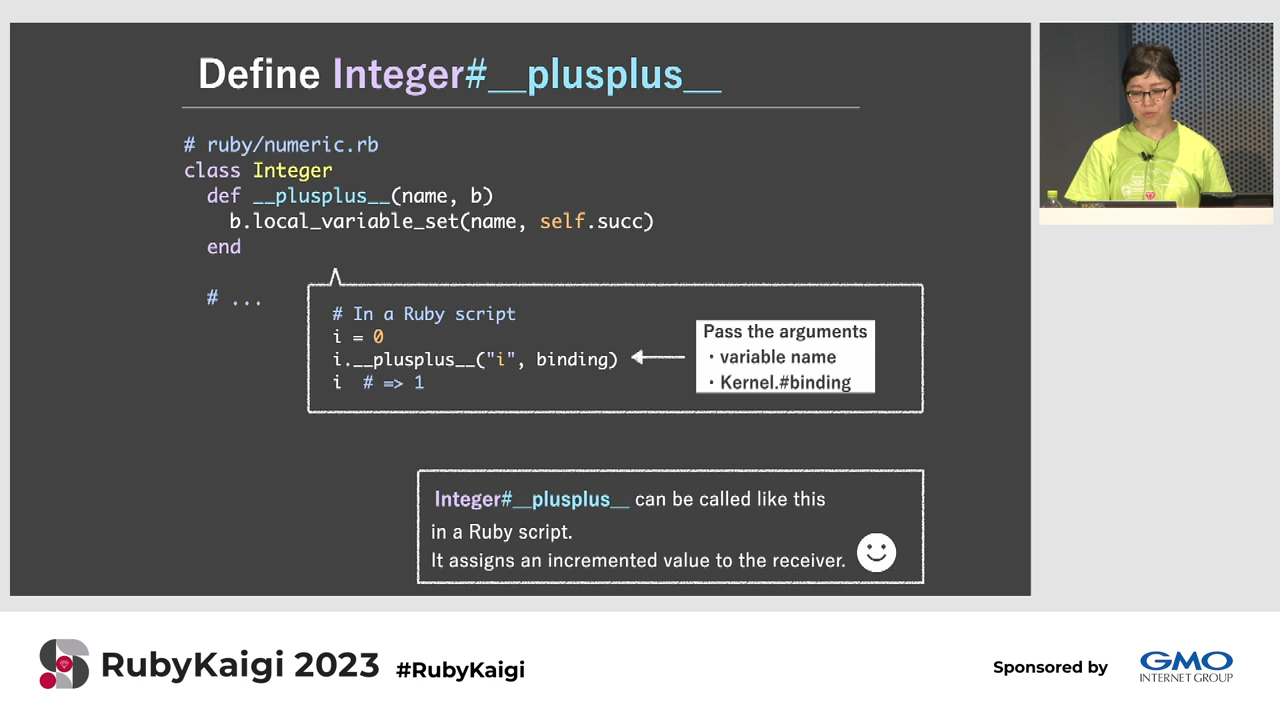 Define Integer#__plusplus__
# ruby/numeric.rb
class Integer
def __plusplus__(name, b)
b.local_variable_set(name, self.succ)
end
# ...
# In a Ruby script
i = 0
i.__plusplus__("i", binding)
i # => 1
Pass the arguments
・variable name
・Kernel.#binding
Integer#__plusplus__ can be called like this
in a Ruby script.
It assigns an incremented value to the receiver.
RubyKaigi 2023 #RubyKaigi
Sponsored by
GMO
INTERNET GROUP